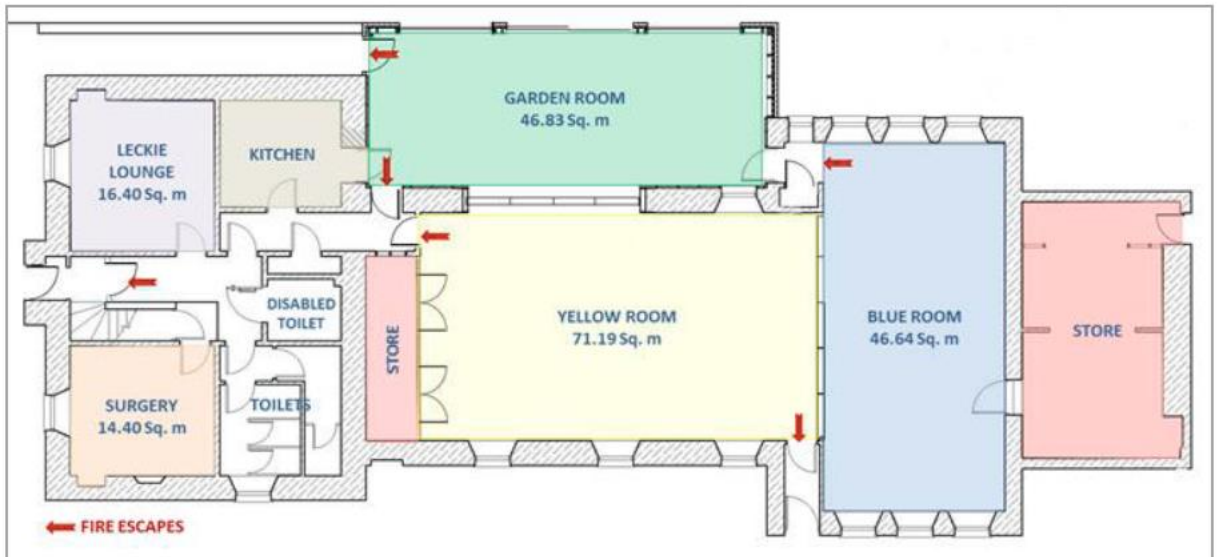 GARDEN ROOM
46.83 Sq. m
LECKIE
LOUNGE
16.40 Sq. m
KITCHEN
DISABLED
TOILET
STORE
YELLOW ROOM
71.19 Sq. m
BLUE ROOM
46.64 Sq. m
STORE
SURGERY
14.40 Sq. m
TOILETS
FIRE ESCAPES